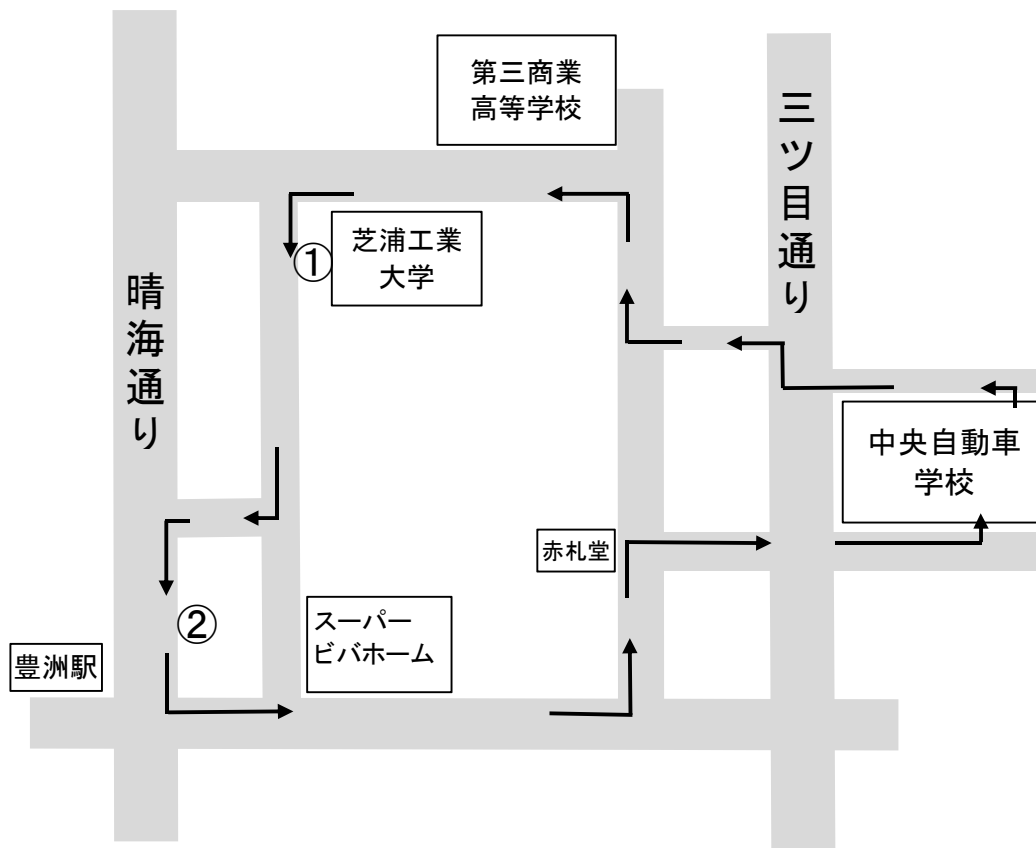 第三商業
高等学校
三ツ目通り
芝浦工業
大学
①
晴海通り
中央自動車
学校
赤札堂
②
スーパー
ビバホーム
豊洲駅